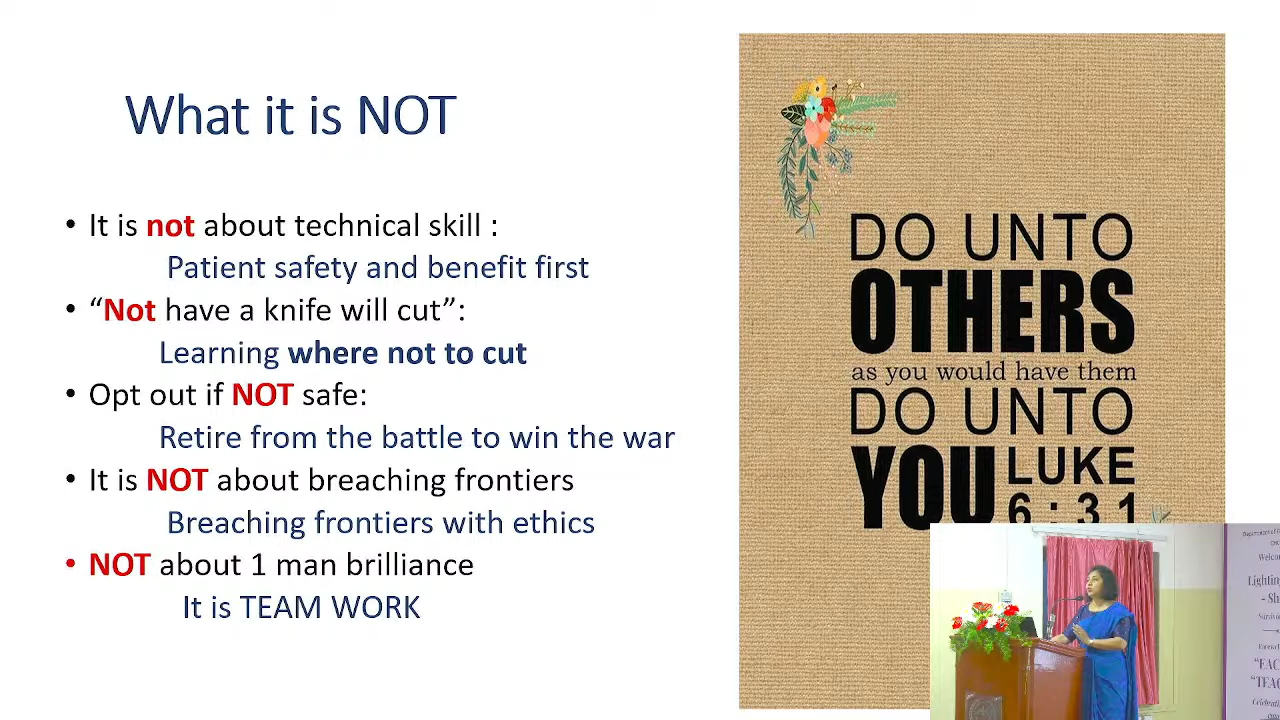 What it is NOT
• It is not about technical skill :
Patient safety and benefit first
• “Not have a knife will cut”:
Learning where not to cut
• Opt out if NOT safe:
Retire from the battle to win the war
• It is NOT about breaching frontiers
Breaching frontiers with ethics
• NOT about 1 man brilliance
It is TEAM WORK
DO UNTO
OTHERS
as you would have them
DO UNTO
YOU LUKE
6:31